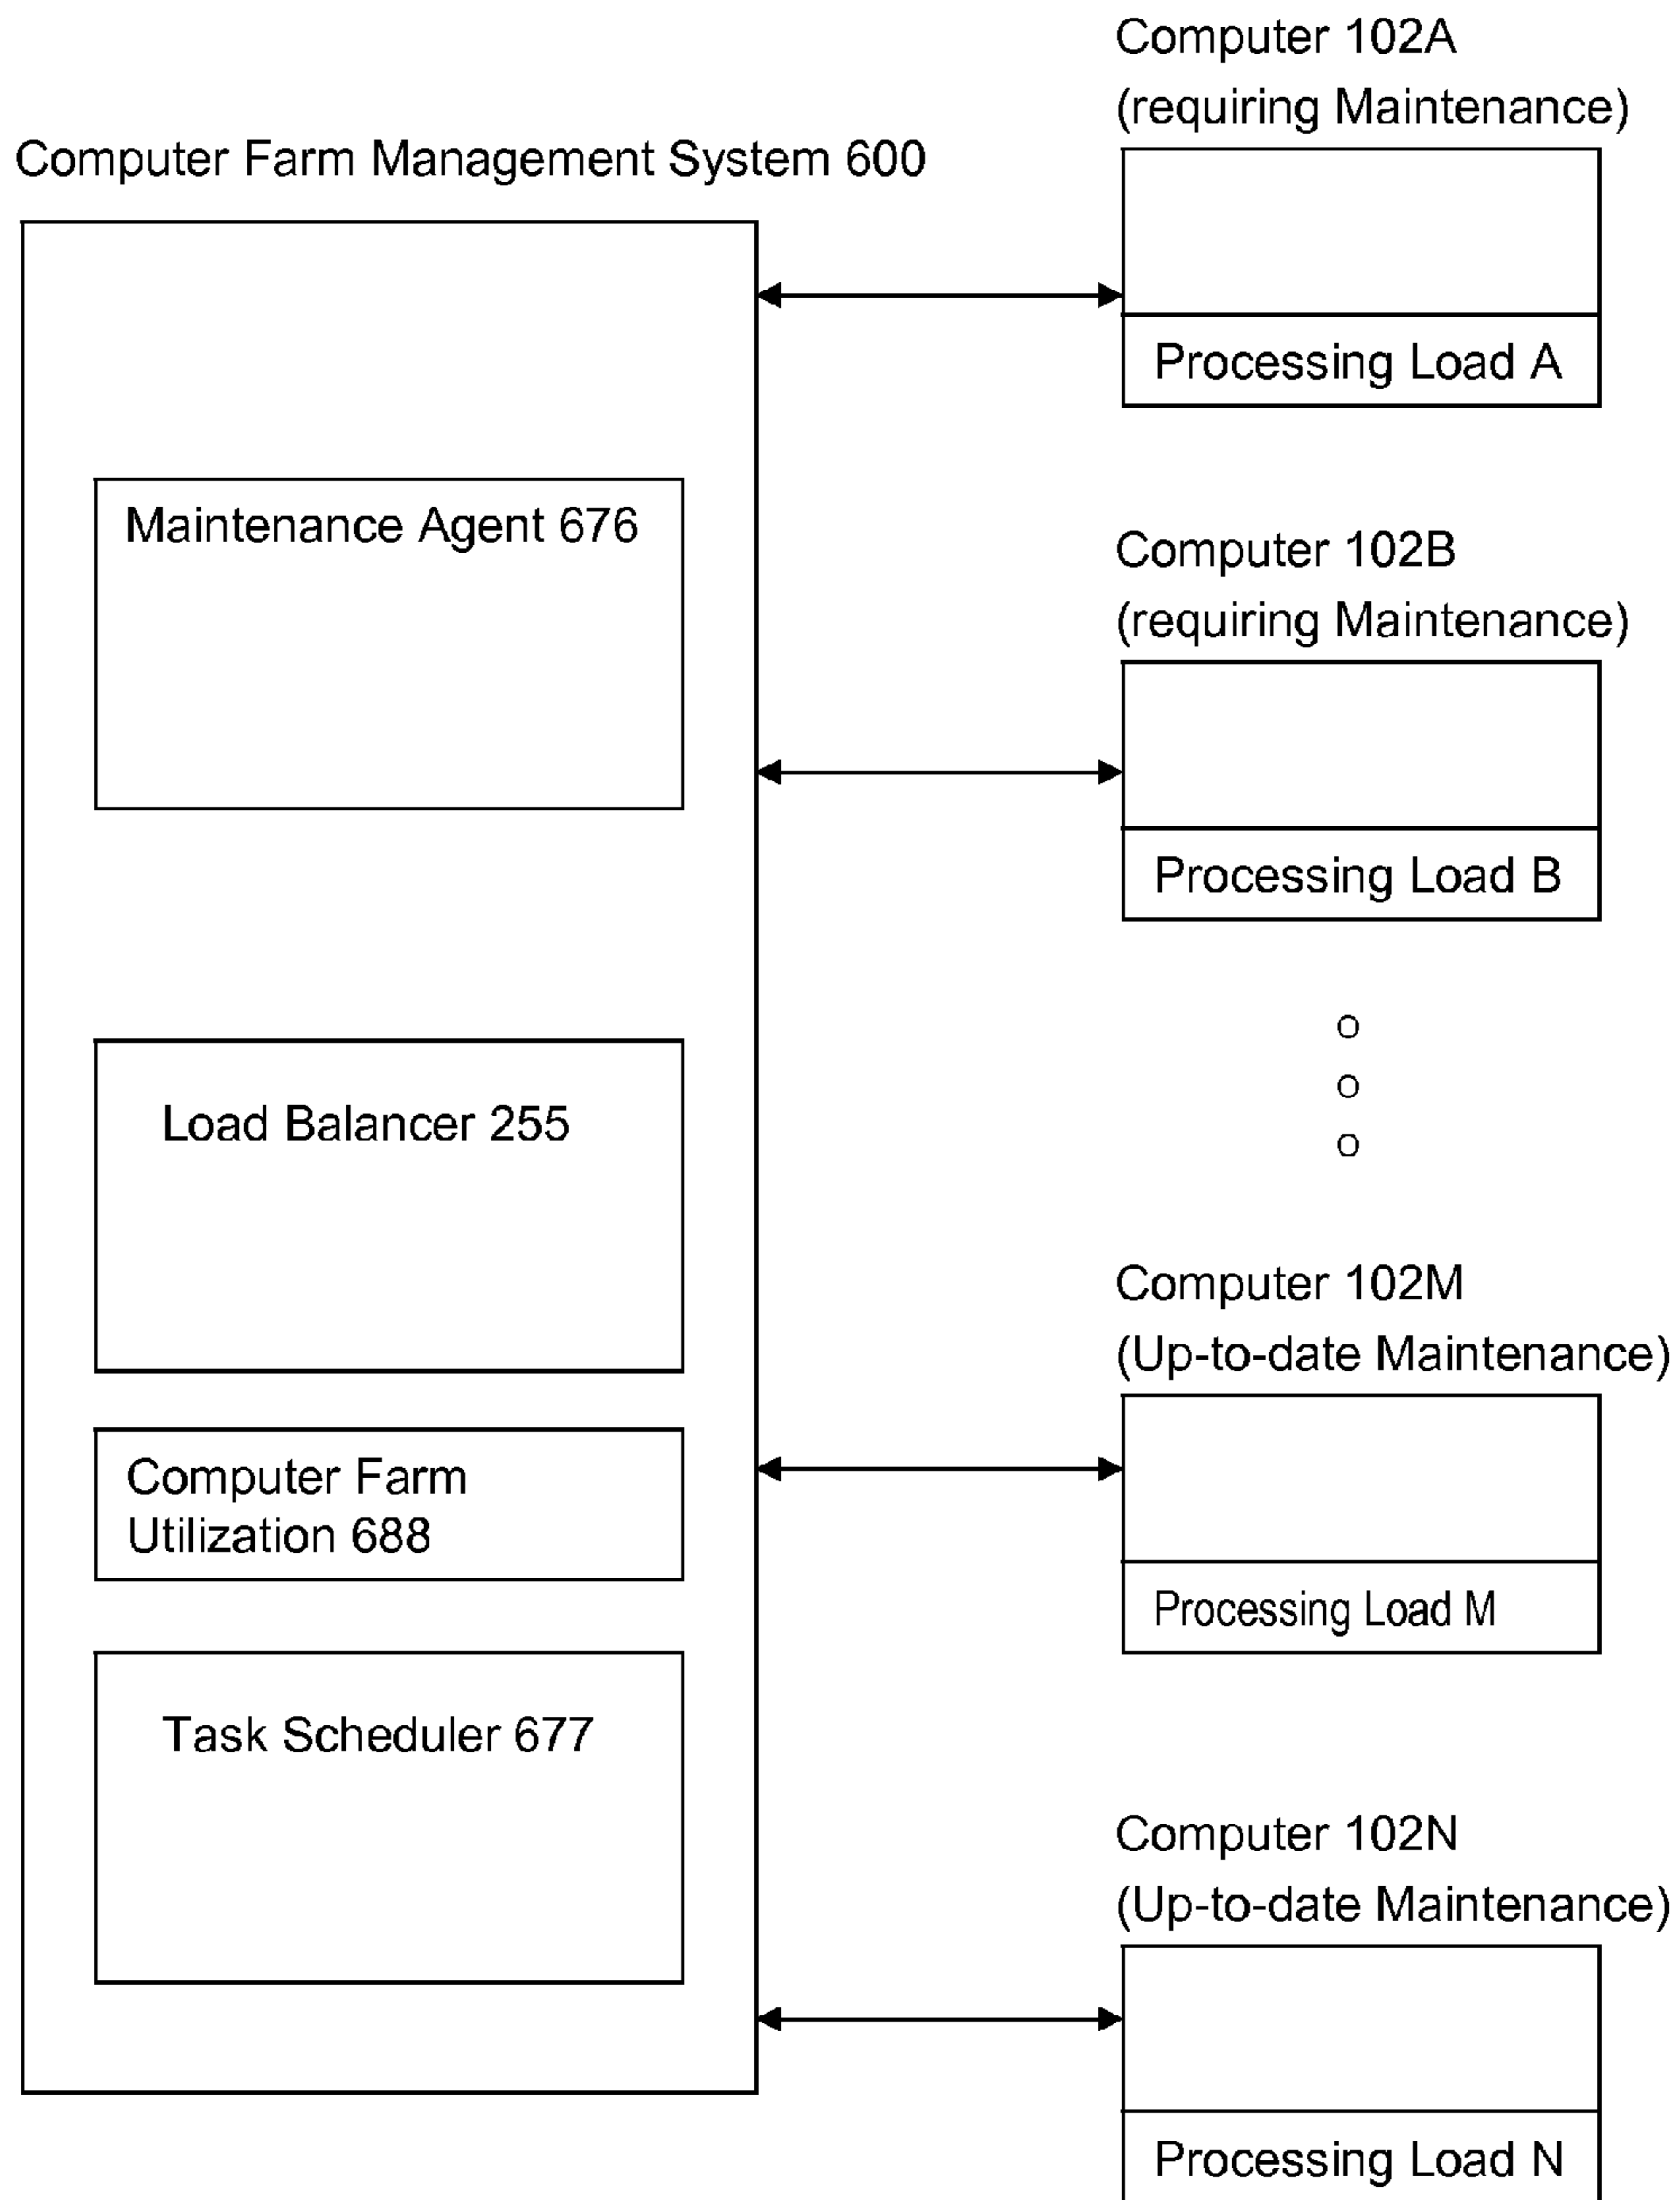 Computer Farm Management System 600
Maintenance Agent 676
Load Balancer 255
Computer Farm
Utilization 688
Task Scheduler 677
Computer 102A
(requiring Maintenance)
Processing Load A
Computer 102B
(requiring Maintenance)
Processing Load B
Computer 102M
(Up-to-date Maintenance)
Processing Load M
Computer 102N
(Up-to-date Maintenance)
Processing Load N